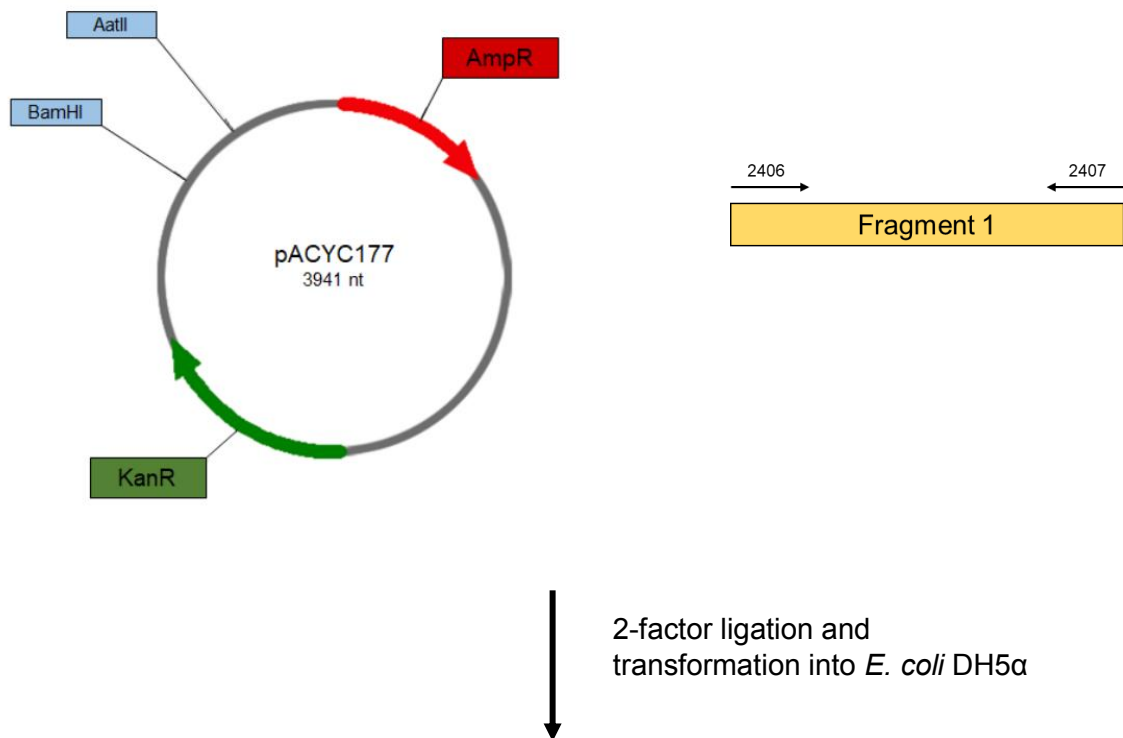 AatII
AmpR
BamHI
2406
2407
Fragment 1
pACYC177
3941 nt
KanR
2-factor ligation and
transformation into E. coli DH5α